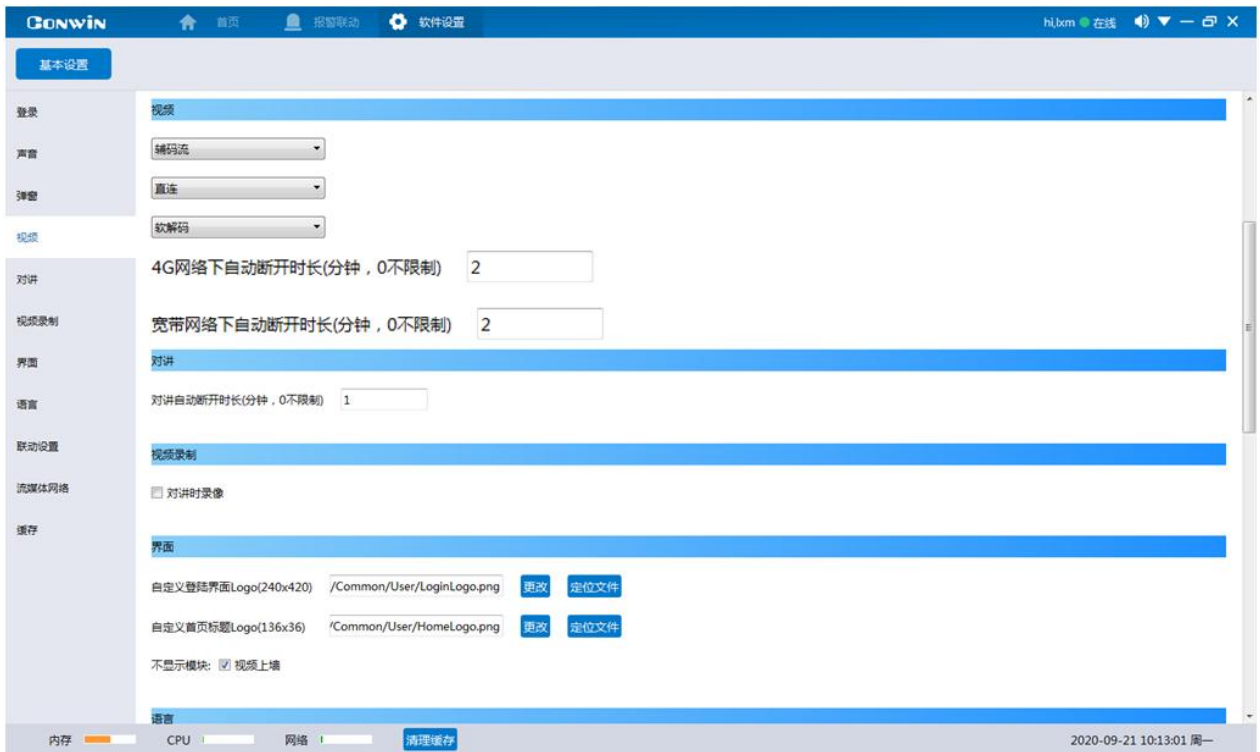 CONWIN 首页 报警联动 软件设置 hi,lxm 在线
基本设置
登录
声音
弹窗
视频
对讲
视频录制
界面
语言
联动设置
流媒体网络
缓存
视频
辅码流
直连
软解码
4G网络下自动断开时长(分钟，0不限制) 2
宽带网络下自动断开时长(分钟，0不限制) 2
对讲
对讲自动断开时长(分钟，0不限制) 1
视频录制
对讲时录像
界面
自定义登陆界面Logo(240x420) /Common/User/LoginLogo.png 更改 定位文件
自定义首页标题Logo(136x36) /Common/User/HomeLogo.png 更改 定位文件
不显示模块: 视频上墙
语言
内存 CPU 网络 清理缓存 2020-09-21 10:13:01 周一